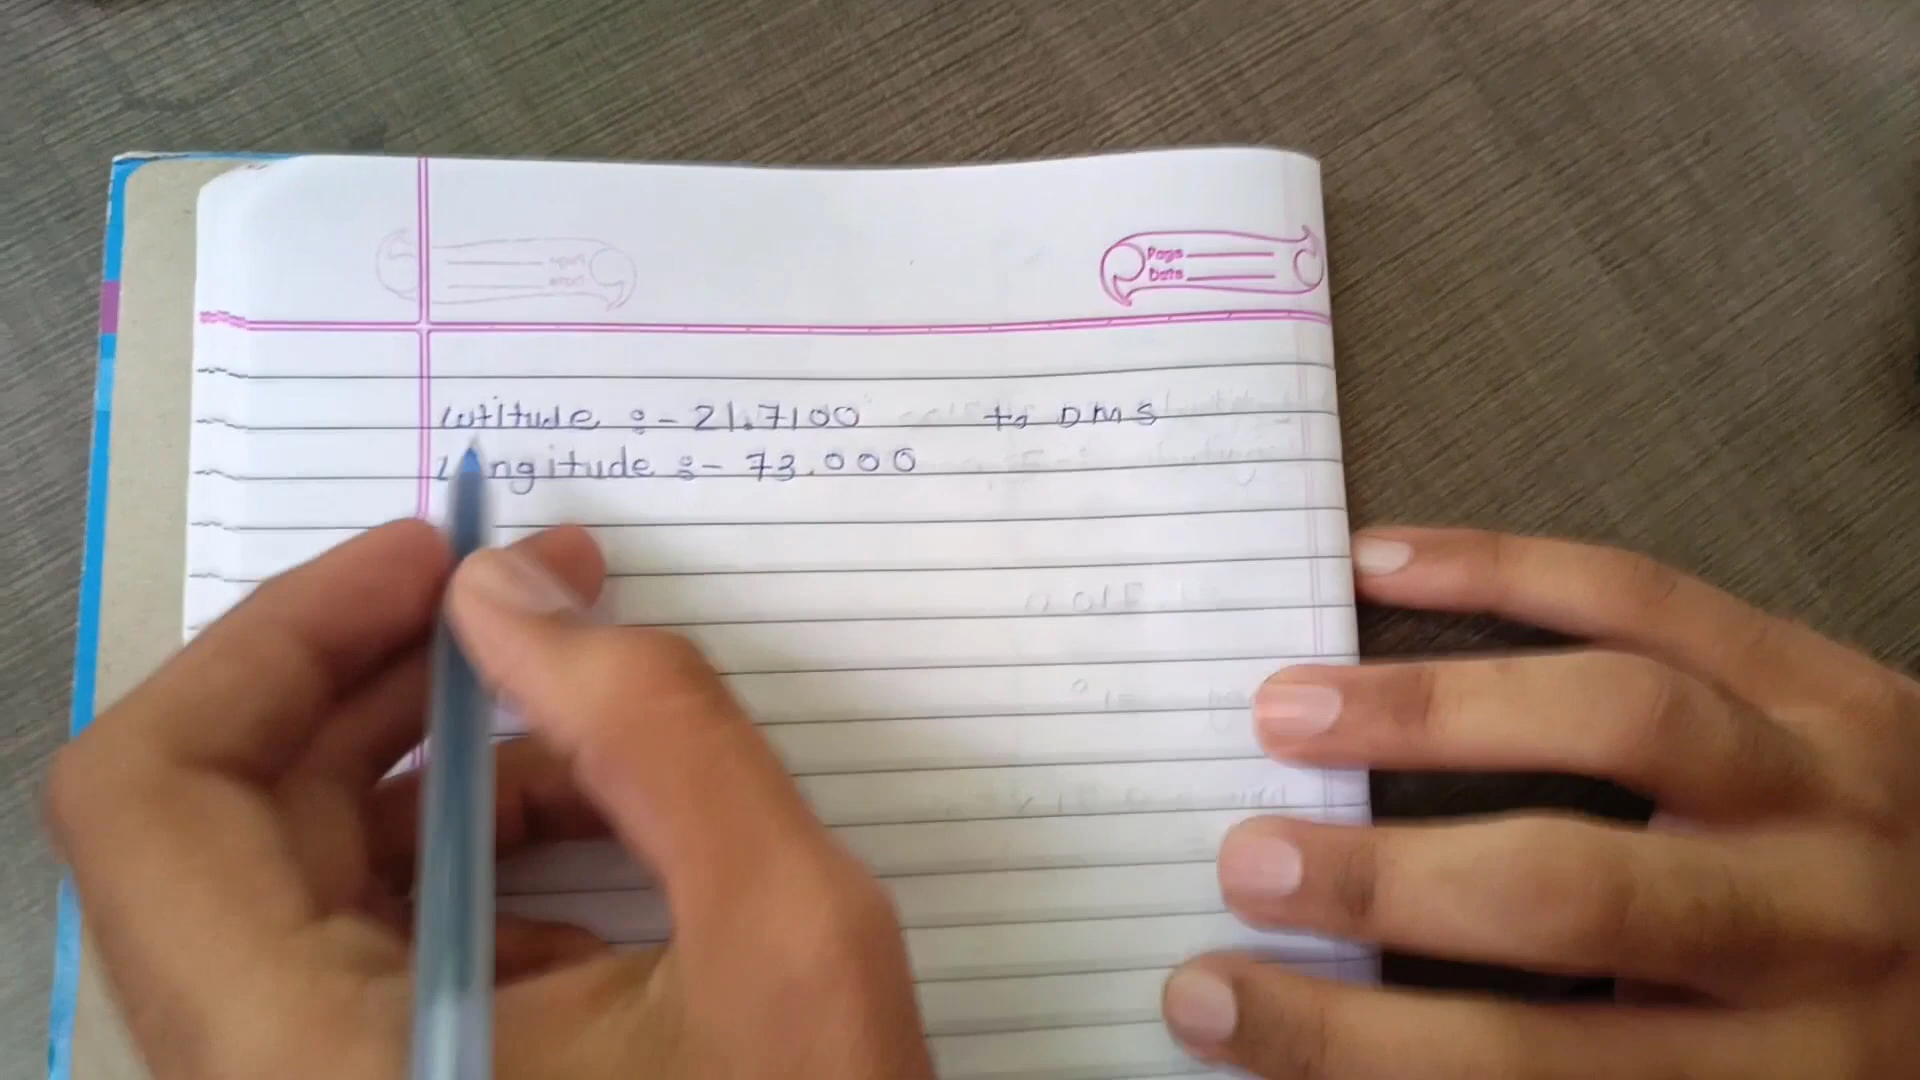 Page
Date
Latitude :- 21.7100 to DMS
Longitude :- 73.000